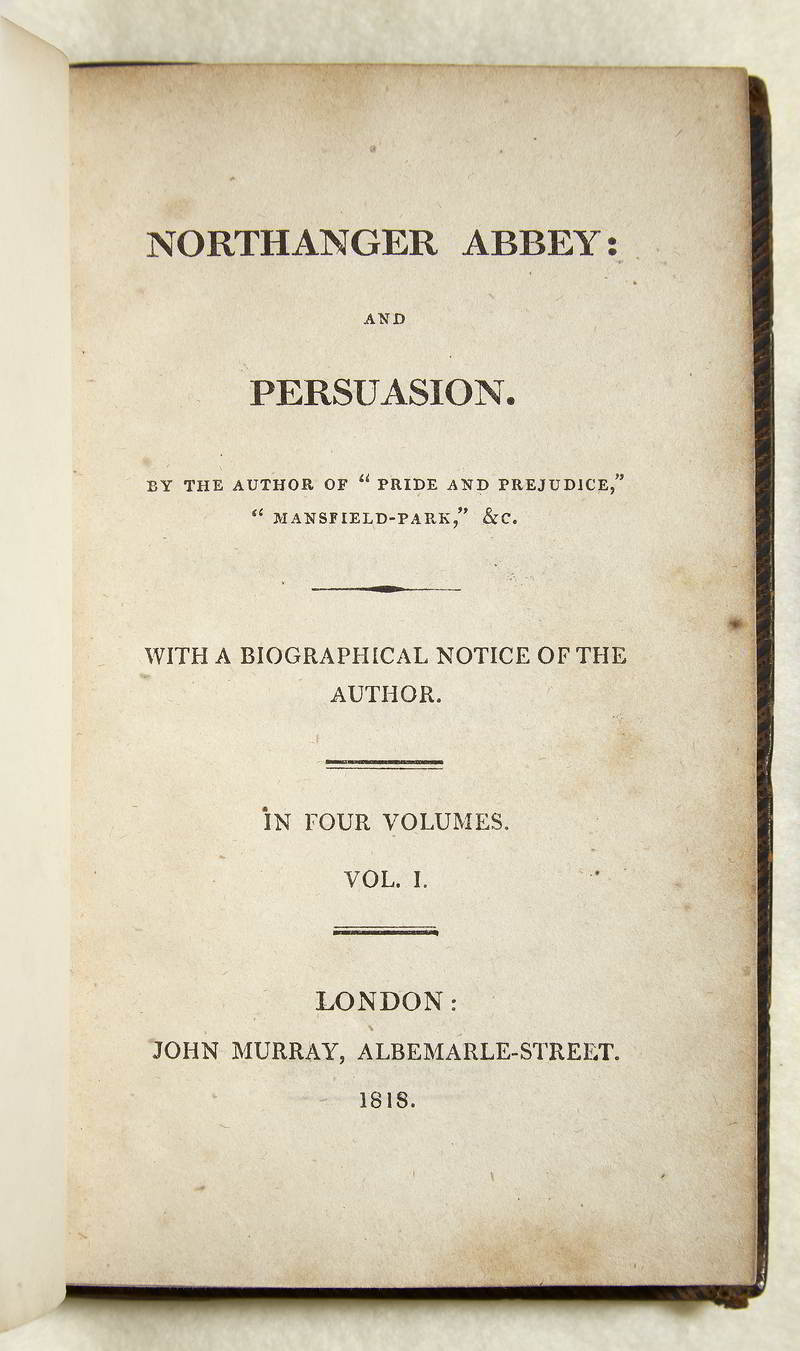 NORTHANGER ABBEY:
AND
PERSUASION.
BY THE AUTHOR OF “ PRIDE AND PREJUDICE,”
“ MANSFIELD-PARK,” &C.
WITH A BIOGRAPHICAL NOTICE OF THE
AUTHOR.
IN FOUR VOLUMES.
VOL. I.
LONDON:
JOHN MURRAY, ALBEMARLE-STREET.
1818.